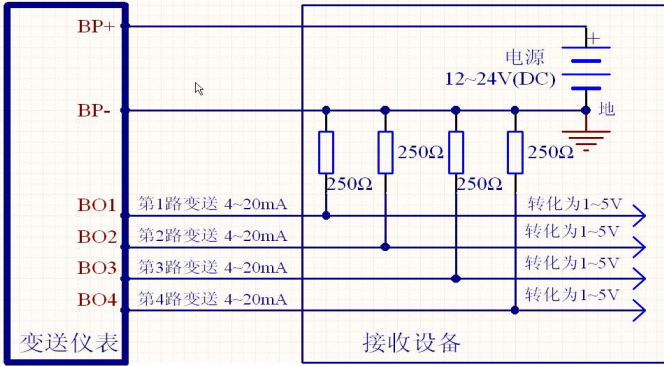 BP+
+
电源
12~24V(DC)
BP-
地
250Ω
250Ω
250Ω
250Ω
BO1 第1路变送 4~20mA 转化为1~5V
BO2 第2路变送 4~20mA 转化为1~5V
BO3 第3路变送 4~20mA 转化为1~5V
BO4 第4路变送 4~20mA 转化为1~5V
变送仪表
接收设备